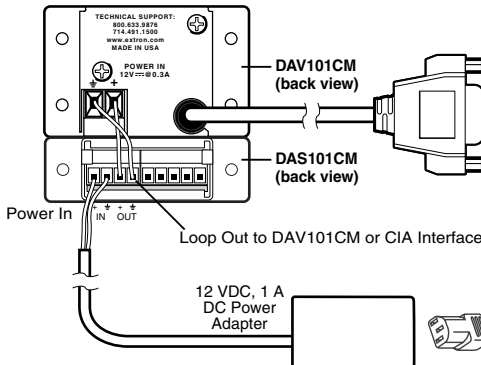 TECHNICAL SUPPORT:
800.633.9876
714.491.1500
www.extron.com
MADE IN USA
POWER IN
12V⎓@0.3A
+
DAV101CM
(back view)
DAS101CM
(back view)
Power In
+ +
IN OUT
Loop Out to DAV101CM or CIA Interface
12 VDC, 1 A
DC Power
Adapter